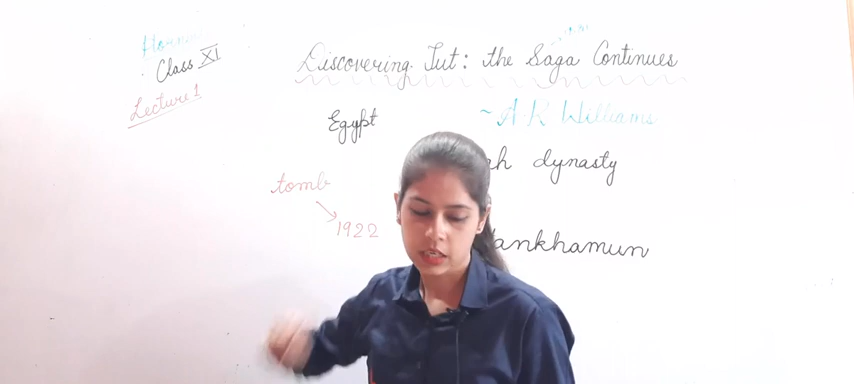 Class XI
Lecture 1
Discovering Tut: the Saga Continues
~ A.R Williams
Egypt
dynasty
tomb
1922
ankhamun